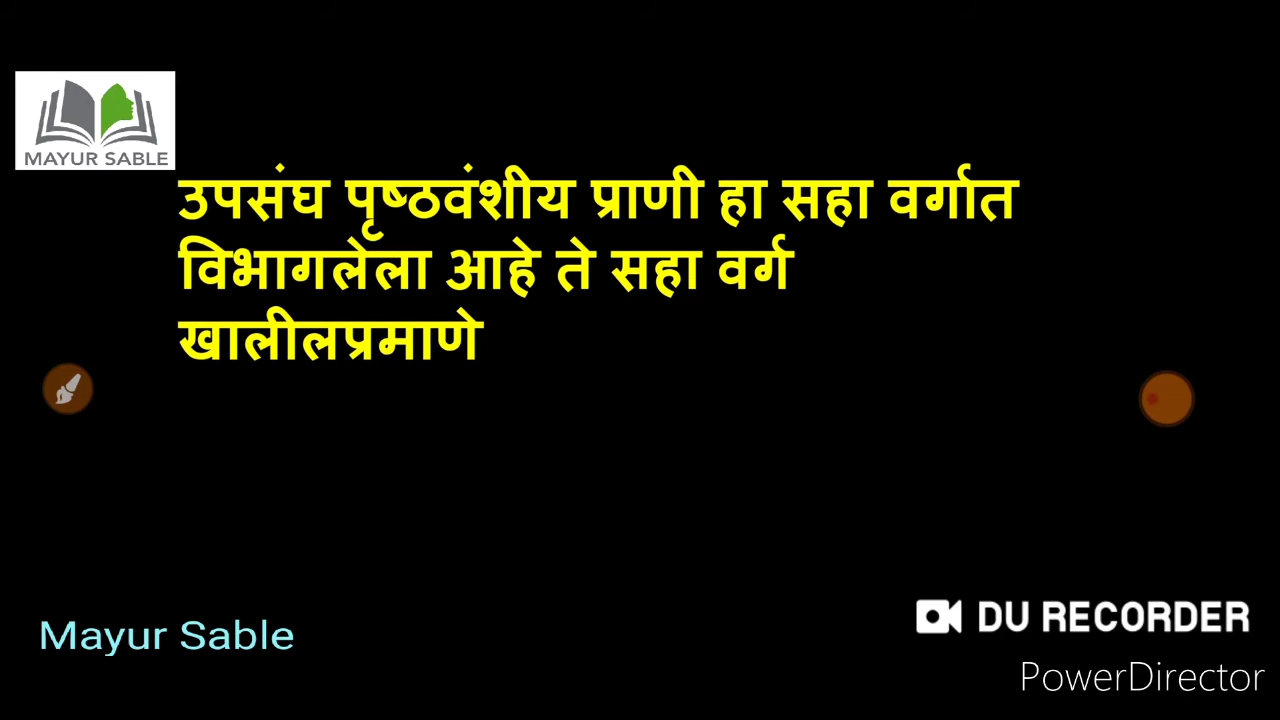 MAYUR SABLE
उपसंघ पृष्ठवंशीय प्राणी हा सहा वर्गात
विभागलेला आहे ते सहा वर्ग
खालीलप्रमाणे
Mayur Sable
DU RECORDER
PowerDirector